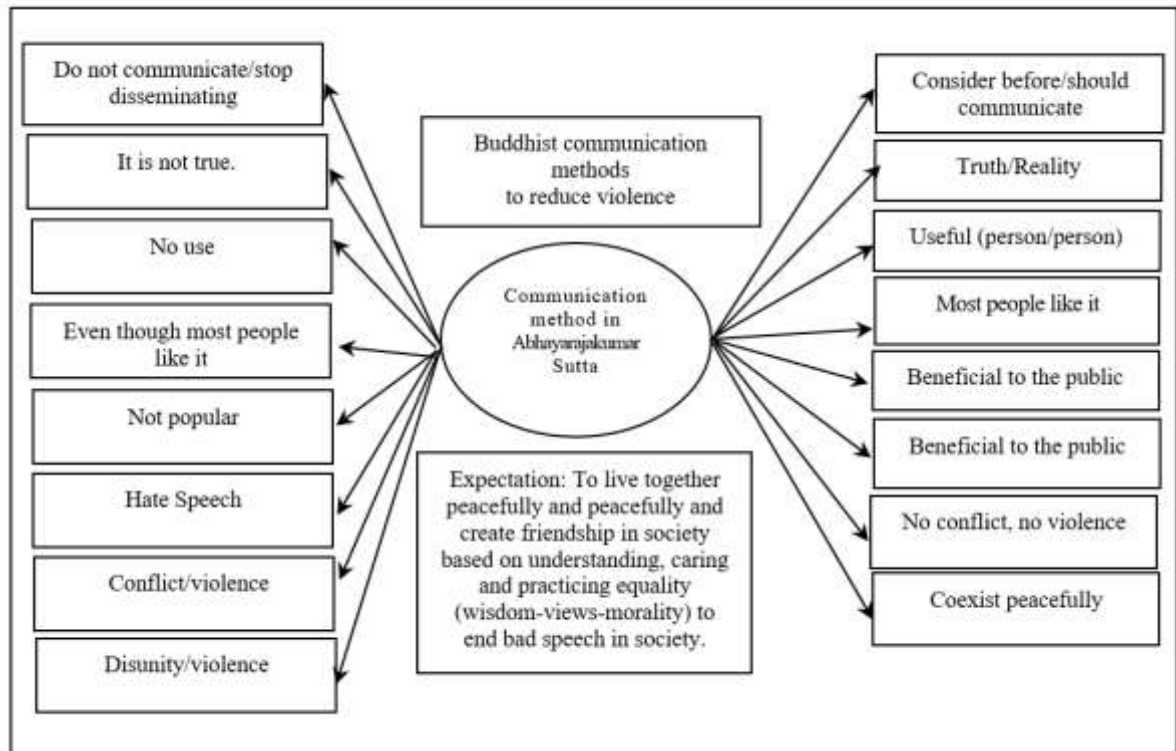 Do not communicate/stop
disseminating
It is not true.
No use
Even though most people
like it
Not popular
Hate Speech
Conflict/violence
Disunity/violence
Buddhist communication
methods
to reduce violence
Communication
method in
Abhayarajakumar
Sutta
Expectation: To live together
peacefully and peacefully and
create friendship in society
based on understanding, caring
and practicing equality
(wisdom-views-morality) to
end bad speech in society.
Consider before/should
communicate
Truth/Reality
Useful (person/person)
Most people like it
Beneficial to the public
Beneficial to the public
No conflict, no violence
Coexist peacefully